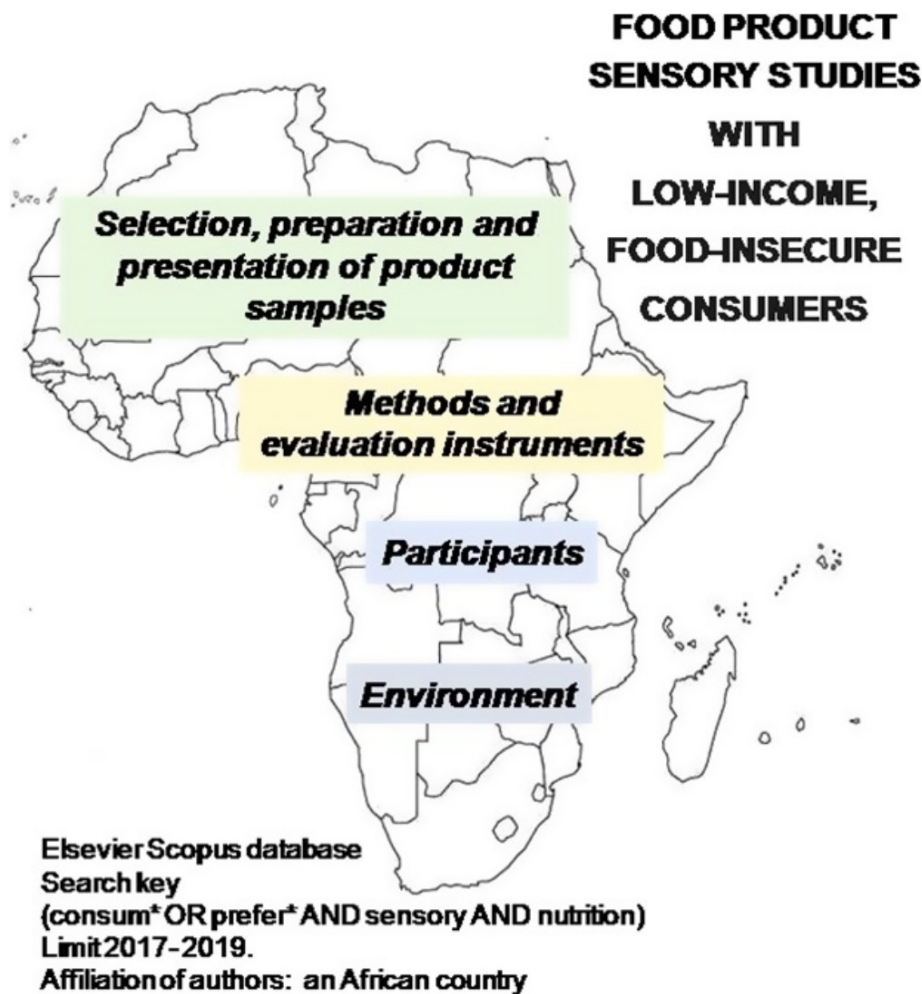 FOOD PRODUCT
SENSORY STUDIES
WITH
LOW-INCOME,
FOOD-INSECURE
CONSUMERS
Selection, preparation and
presentation of product
samples
Methods and
evaluation instruments
Participants
Environment
Elsevier Scopus database
Search key
(consum* OR prefer* AND sensory AND nutrition)
Limit 2017-2019.
Affiliation of authors: an African country